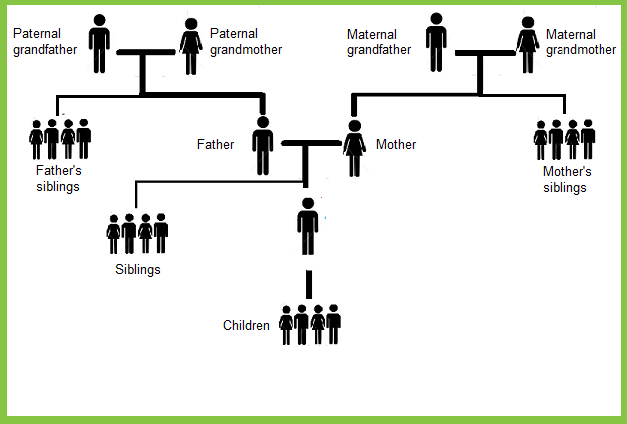 Paternal
grandfather
Paternal
grandmother
Maternal
grandfather
Maternal
grandmother
Father
Mother
Father's
siblings
Mother's
siblings
Siblings
Children